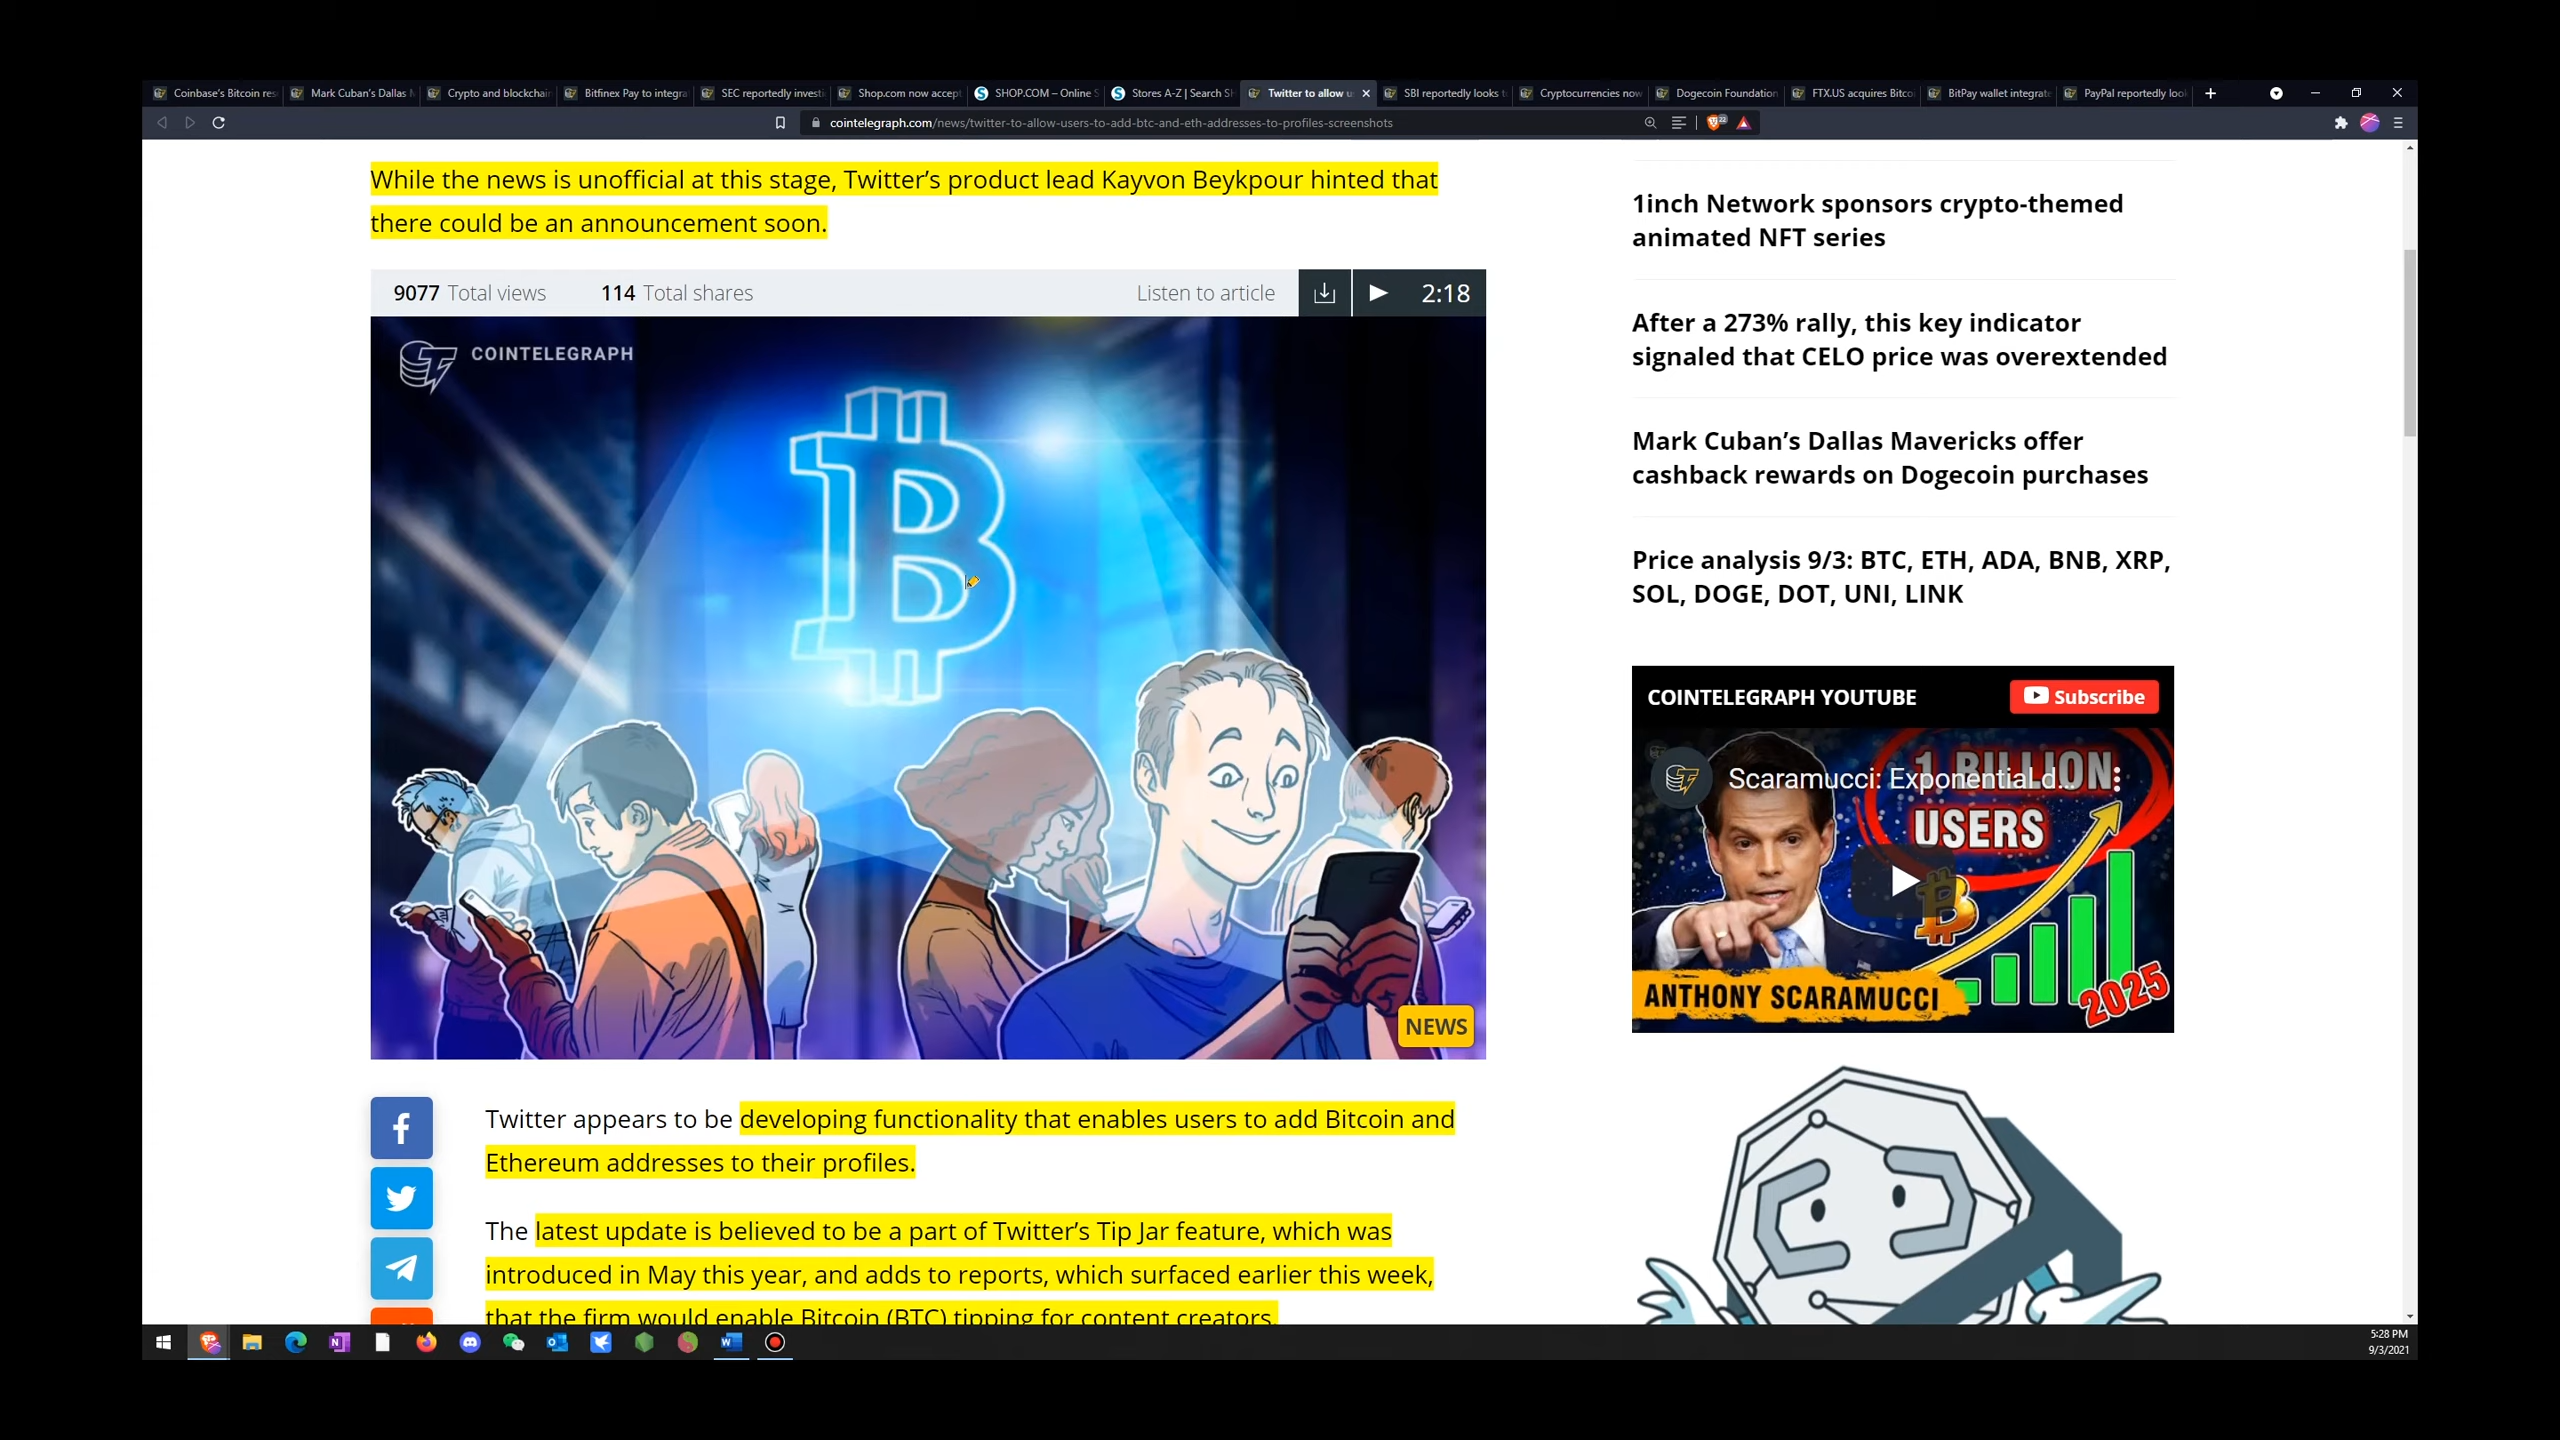 Coinbase's Bitcoin res
Mark Cuban's Dallas M
Crypto and blockchain
Bitfinex Pay to integra
SEC reportedly investi
Shop.com now accept
SHOP.COM – Online S
Stores A-Z | Search SH
Twitter to allow u
SBI reportedly looks t
Cryptocurrencies now
Dogecoin Foundation
FTX.US acquires Bitco
BitPay wallet integrate
PayPal reportedly look
cointelegraph.com/news/twitter-to-allow-users-to-add-btc-and-eth-addresses-to-profiles-screenshots
22
While the news is unofficial at this stage, Twitter's product lead Kayvon Beykpour hinted that
there could be an announcement soon.
9077 Total views
114 Total shares
Listen to article
2:18
COINTELEGRAPH
NEWS
Twitter appears to be developing functionality that enables users to add Bitcoin and
Ethereum addresses to their profiles.
The latest update is believed to be a part of Twitter's Tip Jar feature, which was
introduced in May this year, and adds to reports, which surfaced earlier this week,
that the firm would enable Bitcoin (BTC) tipping for content creators.
1inch Network sponsors crypto-themed
animated NFT series
After a 273% rally, this key indicator
signaled that CELO price was overextended
Mark Cuban's Dallas Mavericks offer
cashback rewards on Dogecoin purchases
Price analysis 9/3: BTC, ETH, ADA, BNB, XRP,
SOL, DOGE, DOT, UNI, LINK
COINTELEGRAPH YOUTUBE
Subscribe
Scaramucci: Exponential d...
1 BILLION
USERS
ANTHONY SCARAMUCCI
2025
5:28 PM
9/3/2021